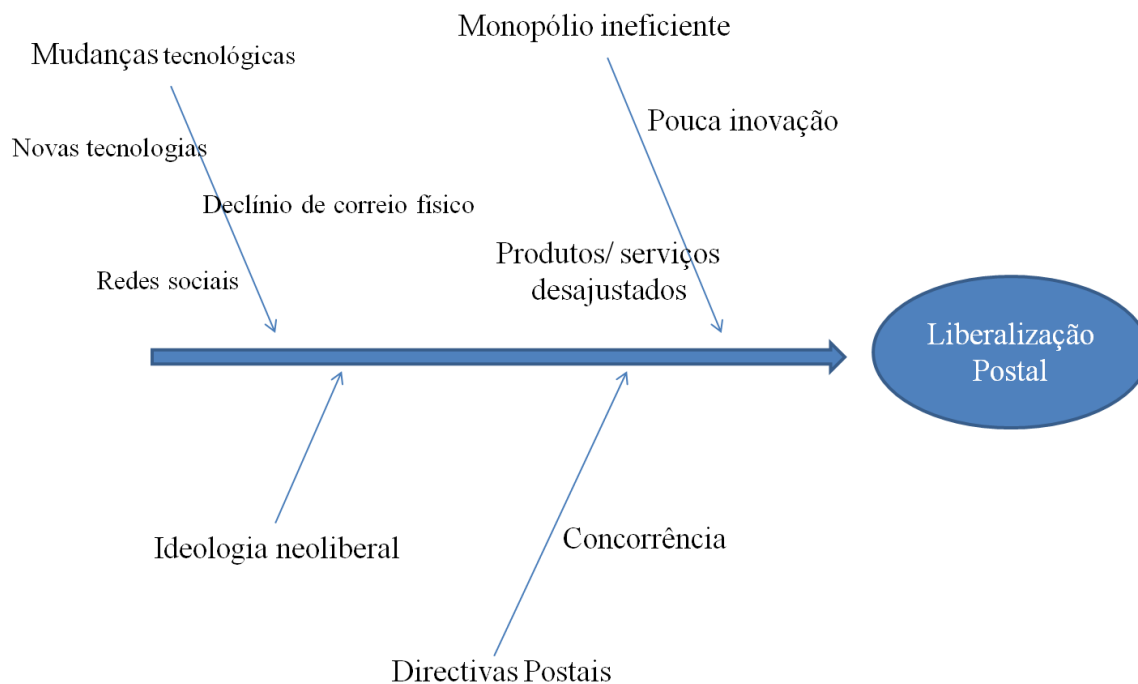 Monopólio ineficiente
Mudanças tecnológicas
Pouca inovação
Novas tecnologias
Declínio de correio físico
Produtos/ serviços
desajustados
Redes sociais
Liberalização
Postal
Ideologia neoliberal
Concorrência
Directivas Postais